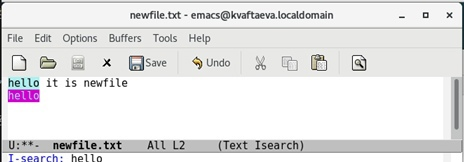 newfile.txt - emacs@kvaftaeva.localdomain
File Edit Options Buffers Tools Help
Save Undo
hello it is newfile
hello
U:**- newfile.txt All L2 (Text Isearch)
I-search: hello